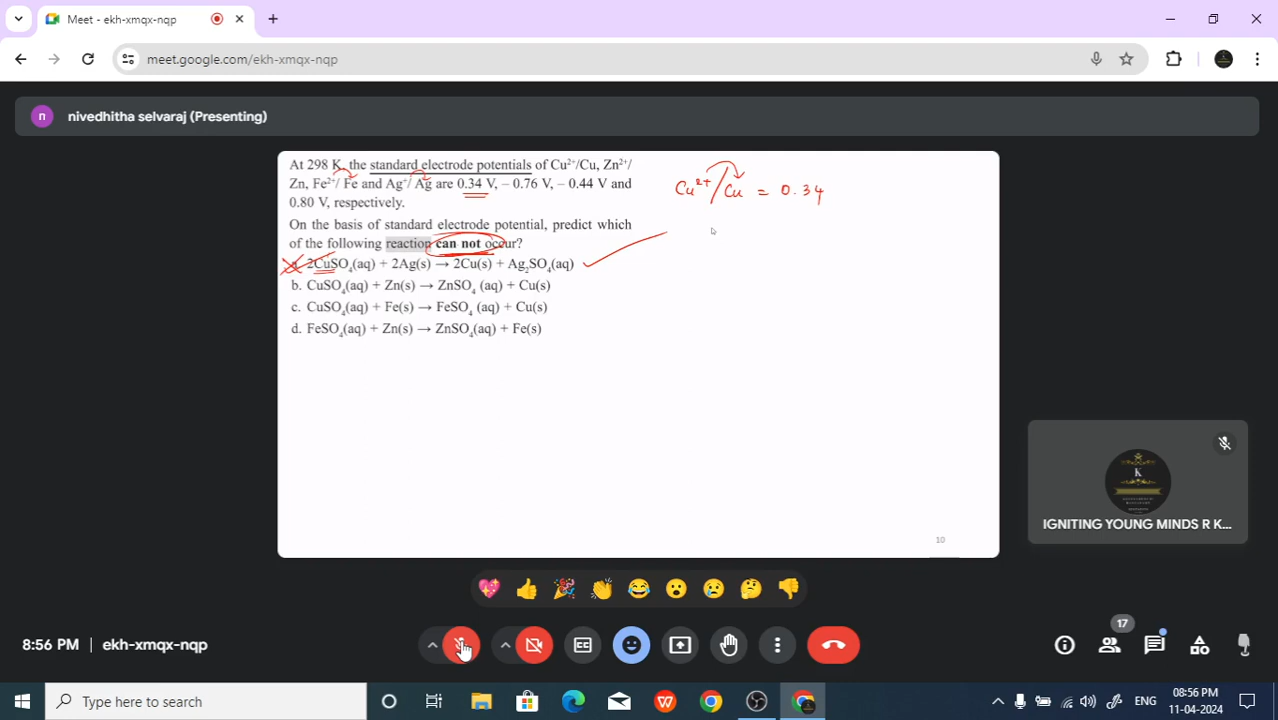 Meet - ekh-xmqx-nqp
meet.google.com/ekh-xmqx-nqp
n nivedhitha selvaraj (Presenting)
At 298 K, the standard electrode potentials of Cu²⁺/Cu, Zn²⁺/
Zn, Fe²⁺/ Fe and Ag⁺/ Ag are 0.34 V, – 0.76 V, – 0.44 V and
0.80 V, respectively.
On the basis of standard electrode potential, predict which
of the following reaction can not occur?
2CuSO₄(aq) + 2Ag(s) → 2Cu(s) + Ag₂SO₄(aq)
b. CuSO₄(aq) + Zn(s) → ZnSO₄ (aq) + Cu(s)
c. CuSO₄(aq) + Fe(s) → FeSO₄ (aq) + Cu(s)
d. FeSO₄(aq) + Zn(s) → ZnSO₄(aq) + Fe(s)
Cu²⁺/Cu = 0.34
10
K
IGNITING YOUNG MINDS R K...
8:56 PM | ekh-xmqx-nqp
CC
17
Type here to search
W
ENG
08:56 PM
11-04-2024